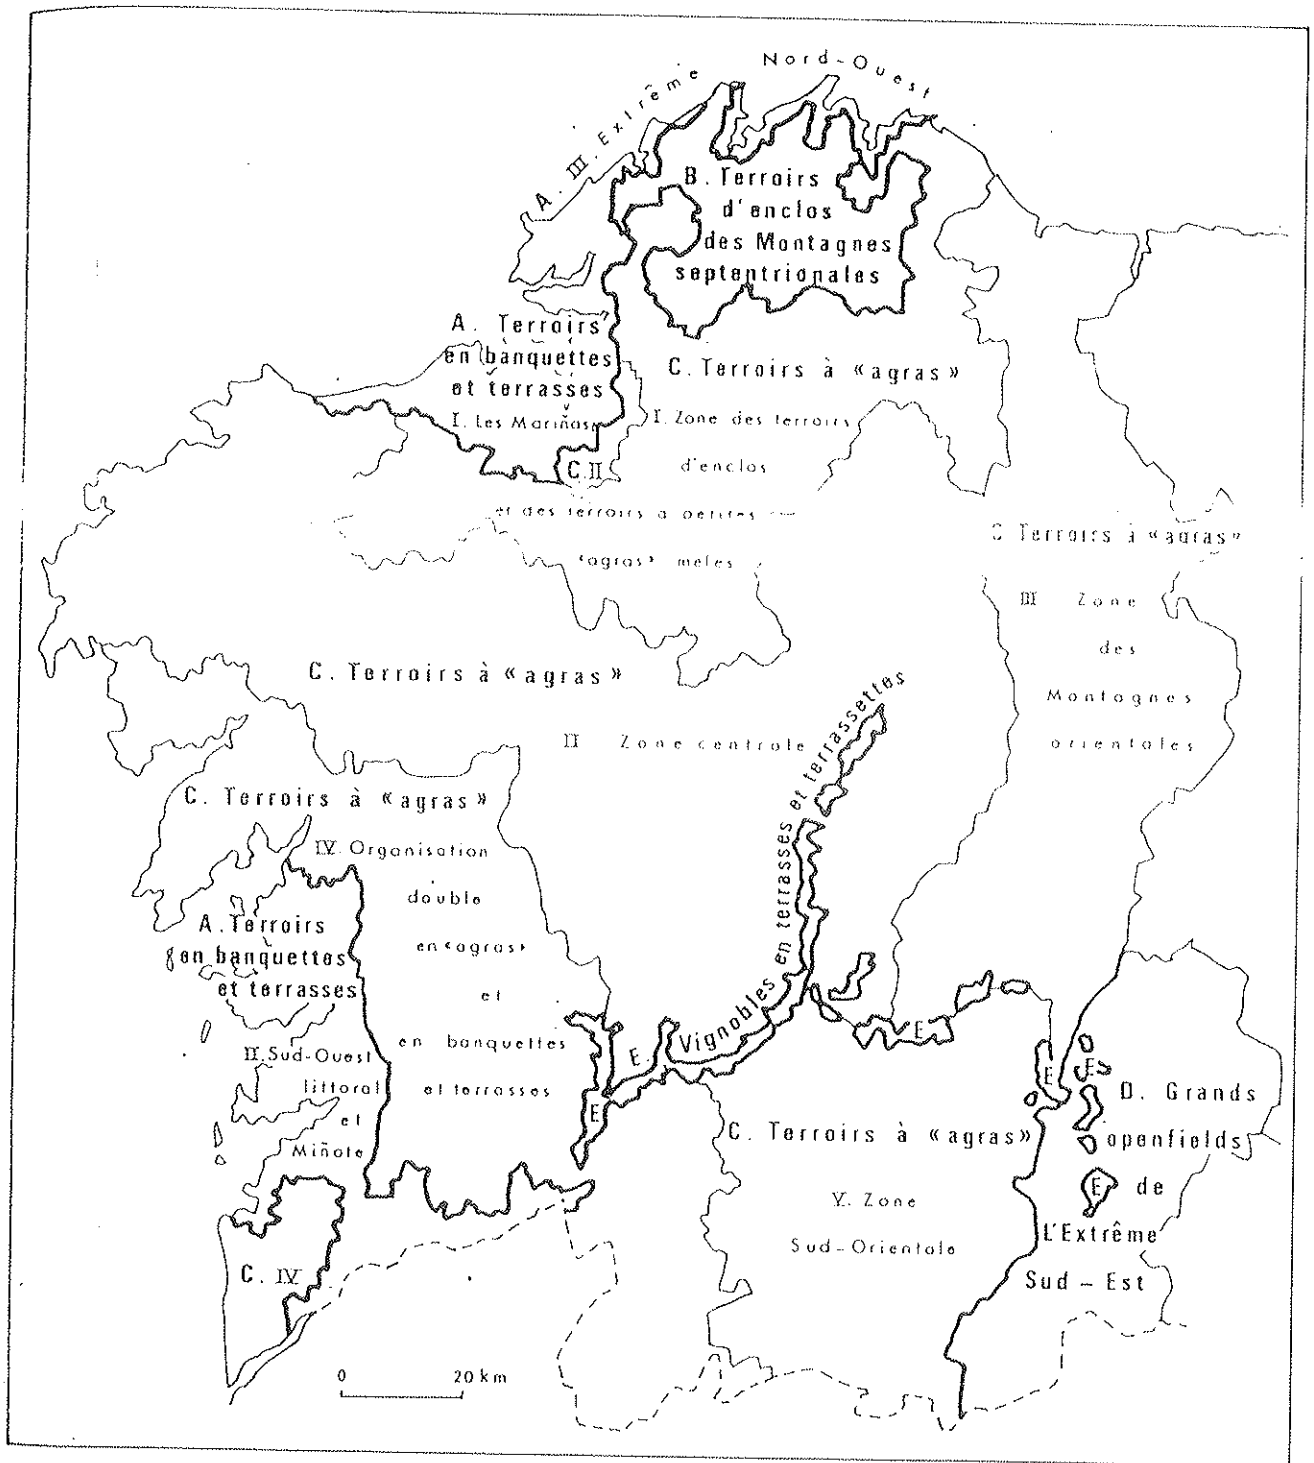 A. III. Extrême Nord-Ouest
B. Terroirs
d'enclos
des Montagnes
septentrionales
A. Terroirs
en banquettes
et terrasses
I. Les Mariñas
C. II
C. Terroirs à «agras»
I. Zone des terroirs
d'enclos
et des terroirs a petites
«agras» meles
C Terroirs à «agras»
III Zone
des
Montagnes
orientales
C. Terroirs à «agras»
II Zone centrale
C. Terroirs à «agras»
IV. Organisation
double
en «agras»
et
en banquettes
et terrasses
A. Terroirs
en banquettes
et terrasses
II. Sud-Ouest
littoral
et
Miñote
C. IV
E. Vignobles en terrasses et terrassettes
E
E
E
E
E
C. Terroirs à «agras»
V. Zone
Sud-Orientale
D. Grands
openfields
de
L'Extrême
Sud-Est
0 20 km